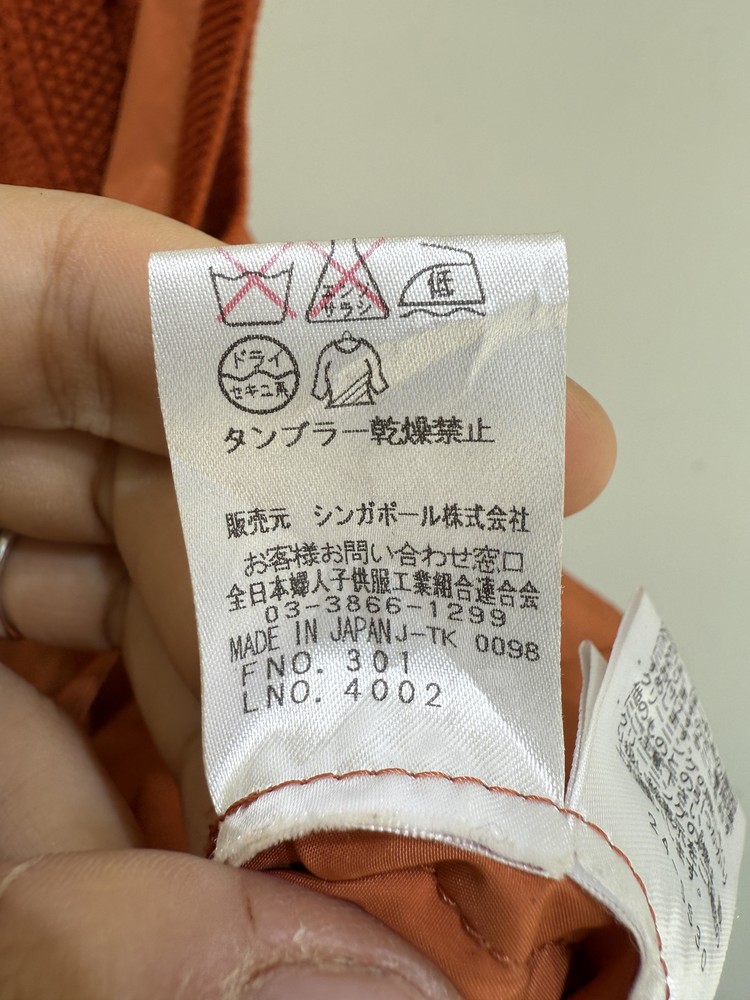 エンソ
サラシ
低
ドライ
セキユ系
タンブラー乾燥禁止
販売元 シンガポール株式会社
お客様お問い合わせ窓口
全日本婦人子供服工業組合連合会
03-3866-1299
MADE IN JAPAN J-TK 0098
FNO. 301
LNO. 4002